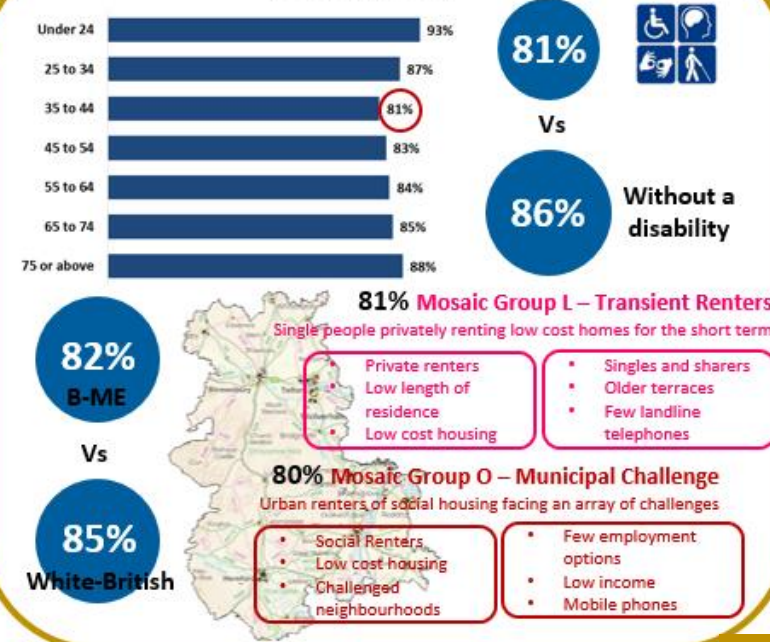 Under 24
93%
25 to 34
87%
35 to 44
81%
45 to 54
83%
55 to 64
84%
65 to 74
85%
75 or above
88%
81%
Vs
86%
Without a
disability
82%
B-ME
Vs
85%
White-British
81% Mosaic Group L – Transient Renters
Single people privately renting low cost homes for the short term
• Private renters
• Low length of
residence
• Low cost housing
• Singles and sharers
• Older terraces
• Few landline
telephones
80% Mosaic Group O – Municipal Challenge
Urban renters of social housing facing an array of challenges
• Social Renters
• Low cost housing
• Challenged
neighbourhoods
• Few employment
options
• Low income
• Mobile phones